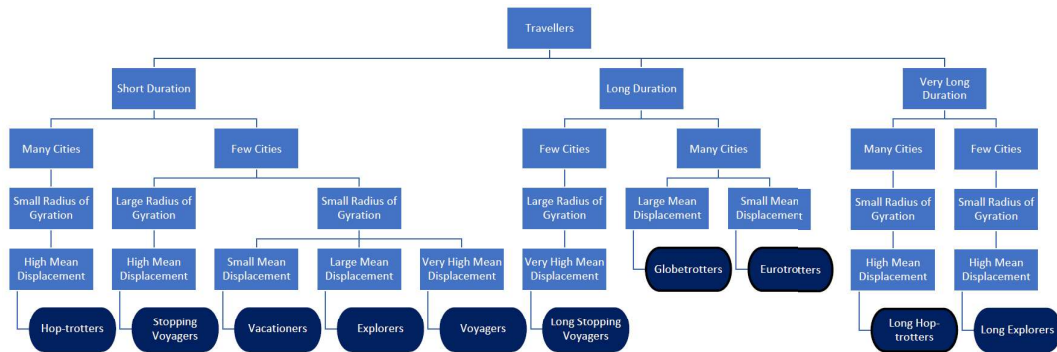 Travellers
Short Duration
Long Duration
Very Long
Duration
Many Cities
Few Cities
Few Cities
Many Cities
Many Cities
Few Cities
Small Radius of
Gyration
Large Radius of
Gyration
Small Radius of
Gyration
Large Radius
of Gyration
Large Mean
Displacement
Small Mean
Displacement
Small Radius
of Gyration
Small Radius
of Gyration
High Mean
Displacement
High Mean
Displacement
Small Mean
Displacement
Large Mean
Displacement
Very High Mean
Displacement
Very High Mean
Displacement
Globetrotters
Eurotrotters
High Mean
Displacement
High Mean
Displacement
Hop-trotters
Stopping
Voyagers
Vacationers
Explorers
Voyagers
Long Stopping
Voyagers
Long Hop-
trotters
Long Explorers